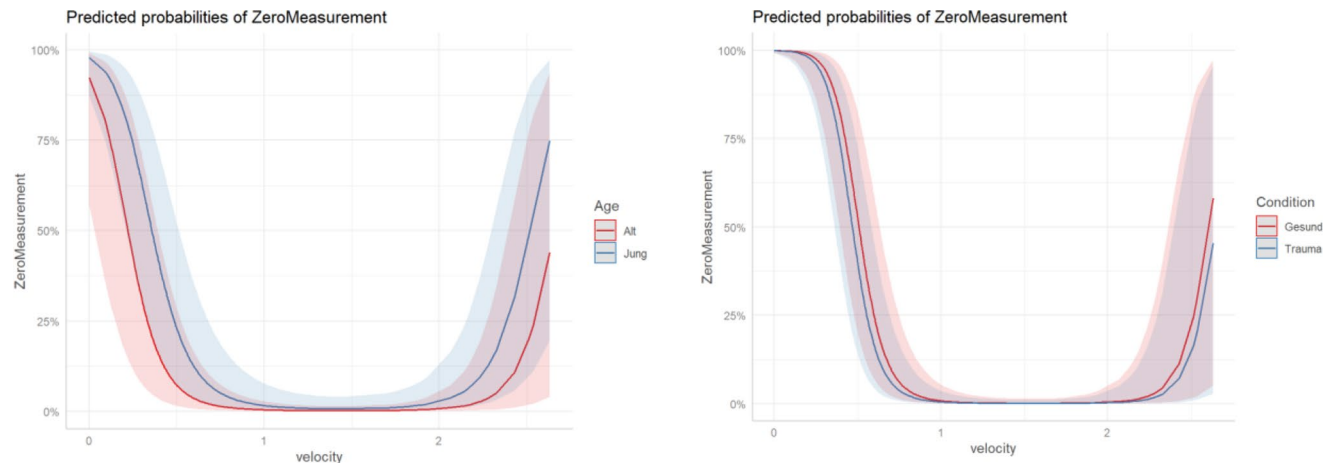 Predicted probabilities of ZeroMeasurement
100%
75%
50%
25%
0%
ZeroMeasurement
0
1
2
velocity
Age
Alt
Jung
Predicted probabilities of ZeroMeasurement
100%
75%
50%
25%
0%
ZeroMeasurement
0
1
2
velocity
Condition
Gesund
Trauma